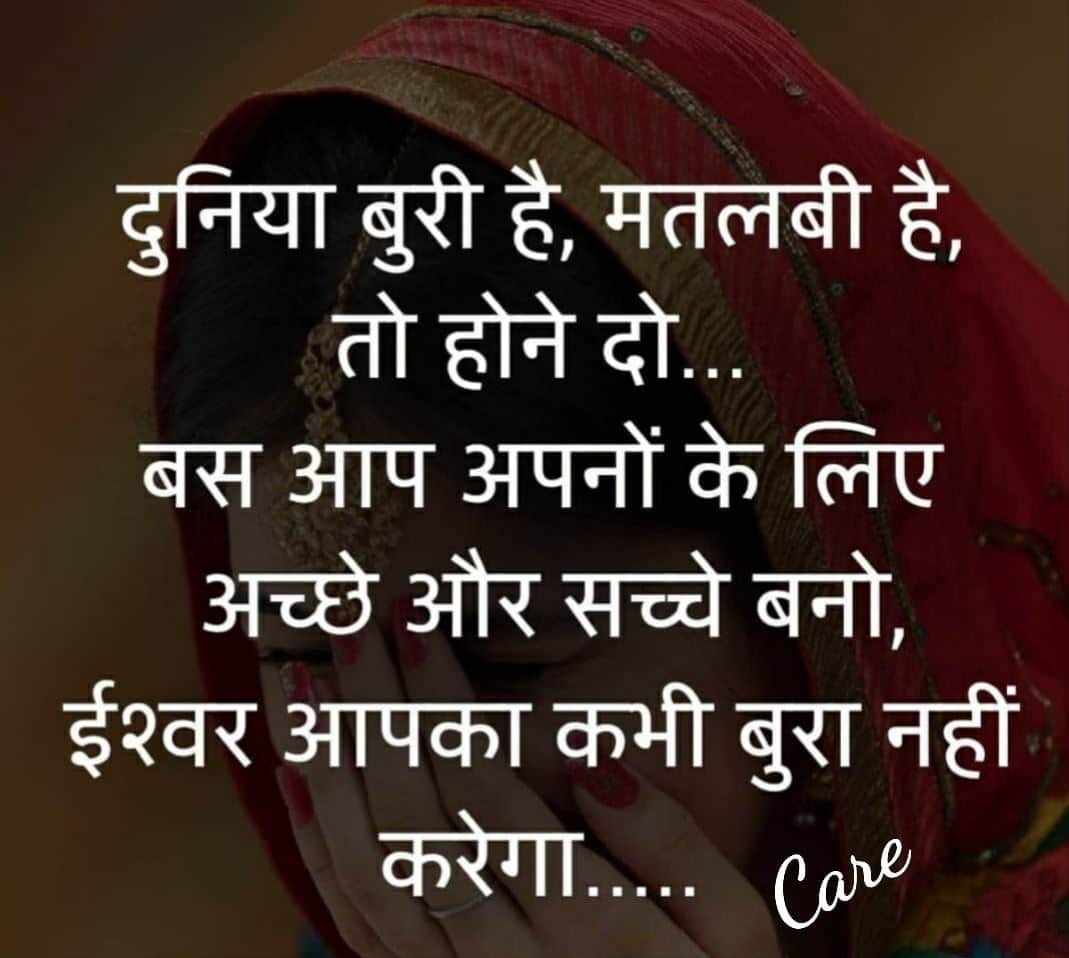 दुनिया बुरी है, मतलबी है,
तो होने दो...
बस आप अपनों के लिए
अच्छे और सच्चे बनो,
ईश्वर आपका कभी बुरा नहीं
करेगा.....
Care